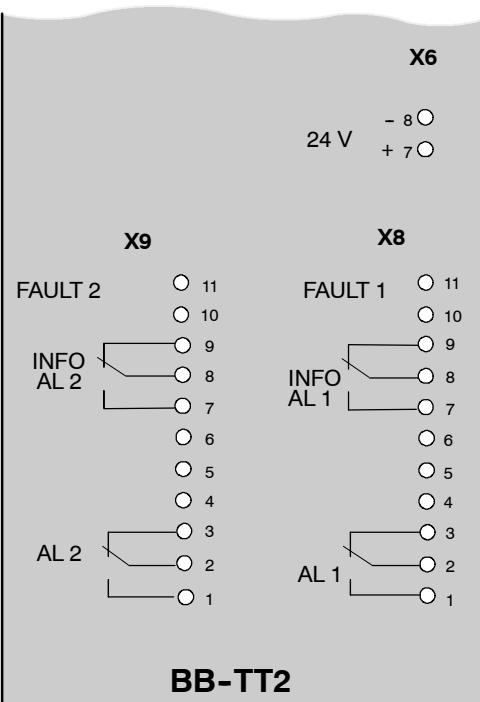 X6
- 8
24 V
+ 7
X9
X8
FAULT 2
11
FAULT 1
11
10
10
9
9
INFO
AL 2
8
INFO
AL 1
8
7
7
6
6
5
5
4
4
3
3
AL 2
2
AL 1
2
1
1
BB-TT2